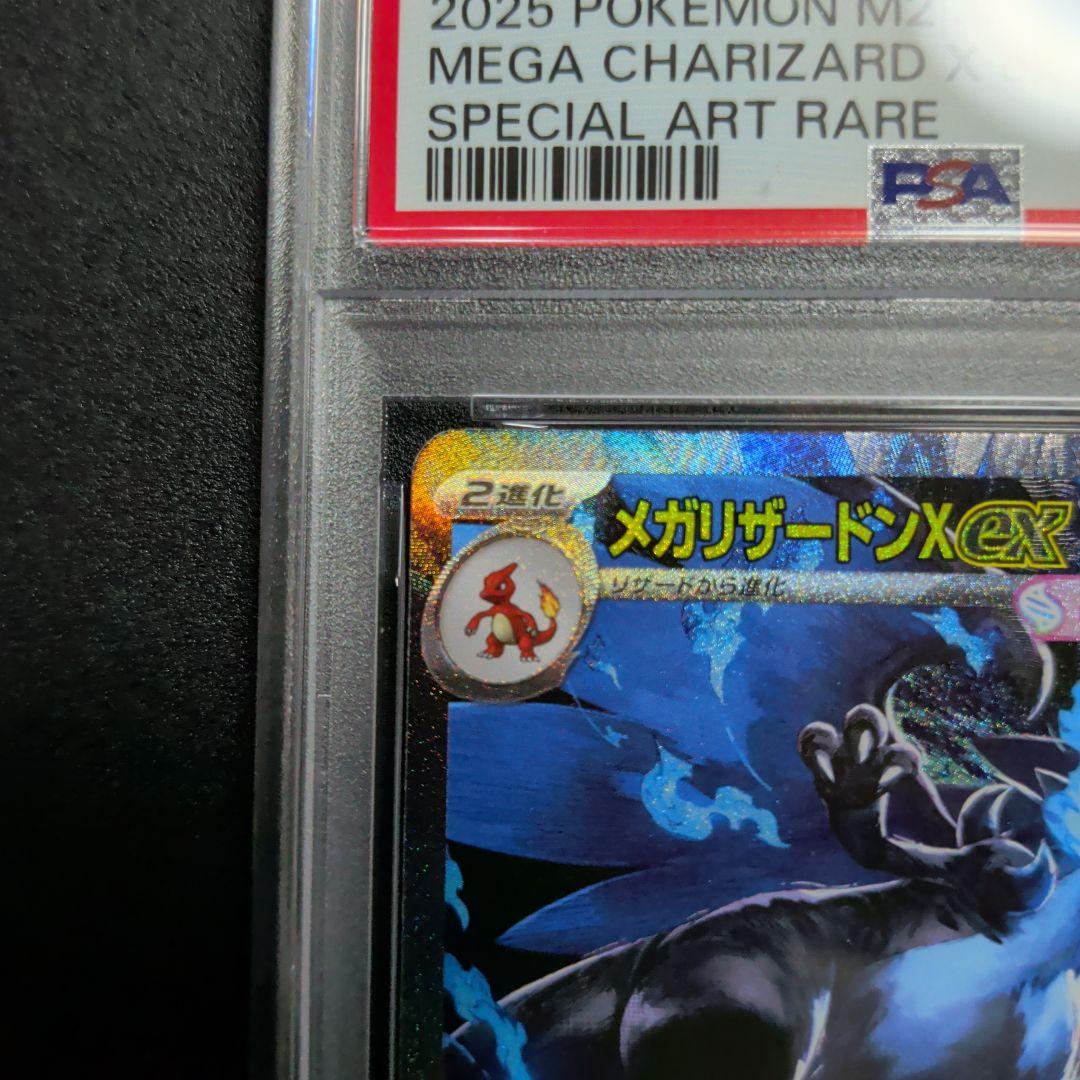 2025 POKEMON M2
MEGA CHARIZARD X
SPECIAL ART RARE
PSA
2進化
メガリザードンXex
リザードから進化